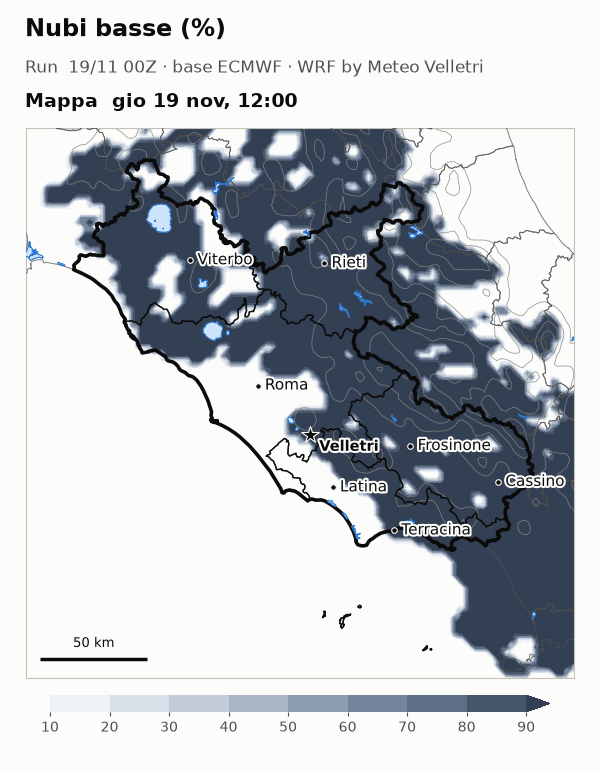 Nubi basse (%)
Run 19/11 00Z · base ECMWF · WRF by Meteo Velletri
Mappa gio 19 nov, 12:00
Viterbo
Rieti
Roma
Velletri
Frosinone
Cassino
Latina
Terracina
50 km
10 20 30 40 50 60 70 80 90